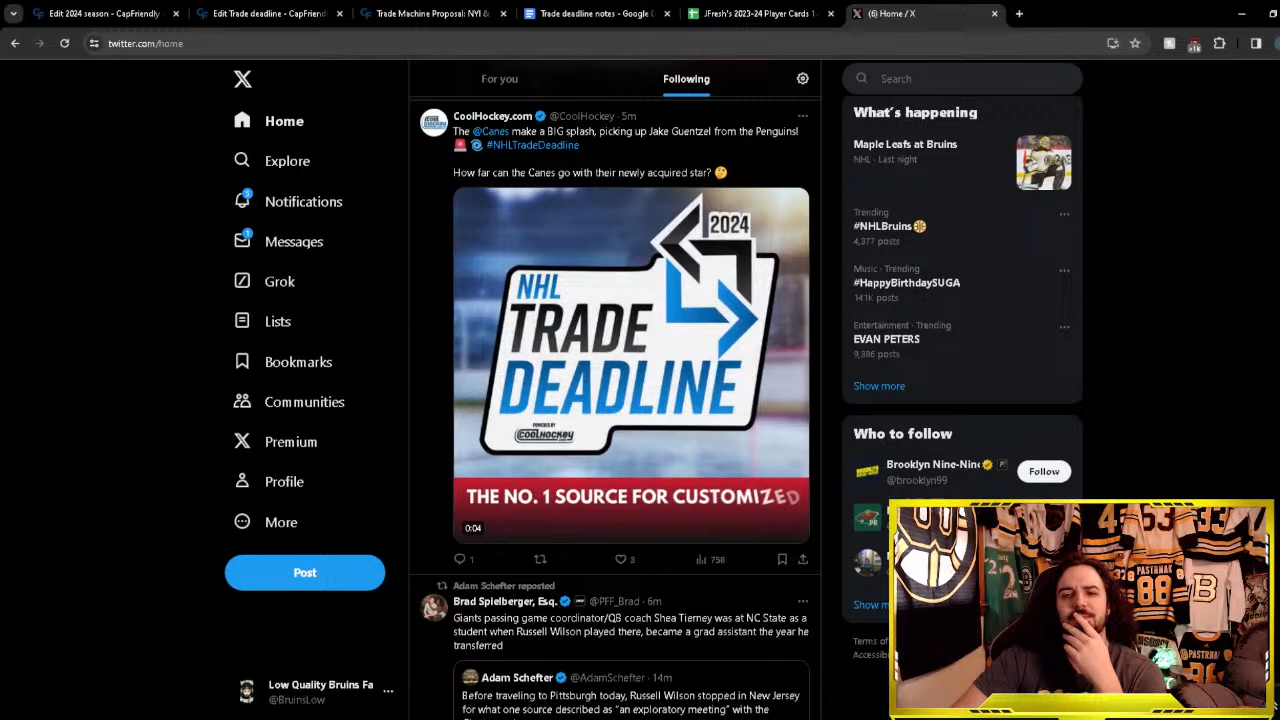 Edit 2024 season - CapFriendly
Edit Trade deadline - CapFriend
Trade Machine Proposal: NYI &
Trade deadline notes - Google D
JFresh's 2023-24 Player Cards 1.
(6) Home / X
twitter.com/home
For you
Following
Search
Home
Explore
5
Notifications
1
Messages
Grok
Lists
Bookmarks
Communities
Premium
Profile
More
Post
Low Quality Bruins Fa
@BruinsLow
CoolHockey.com @CoolHockey · 5m
The @Canes make a BIG splash, picking up Jake Guentzel from the Penguins!
#NHLTradeDeadline
How far can the Canes go with their newly acquired star?
2024
NHL
TRADE
DEADLINE
POWERED BY
COOLHOCKEY
THE NO. 1 SOURCE FOR CUSTOMIZED
0:04
1
3
758
Adam Schefter reposted
Brad Spielberger, Esq. @PFF_Brad · 6m
Giants passing game coordinator/QB coach Shea Tierney was at NC State as a
student when Russell Wilson played there, became a grad assistant the year he
transferred
Adam Schefter @AdamSchefter · 14m
Before traveling to Pittsburgh today, Russell Wilson stopped in New Jersey
for what one source described as "an exploratory meeting" with the
What's happening
Maple Leafs at Bruins
NHL · Last night
Trending
#NHLBruins
4,377 posts
Music · Trending
#HappyBirthdaySUGA
141K posts
Entertainment · Trending
EVAN PETERS
9,386 posts
Show more
Who to follow
Brooklyn Nine-Nine
@brooklyn99
Follow
Show
Terms of
Accessib
PASTRNAK
88
B
PASTRNAK
33